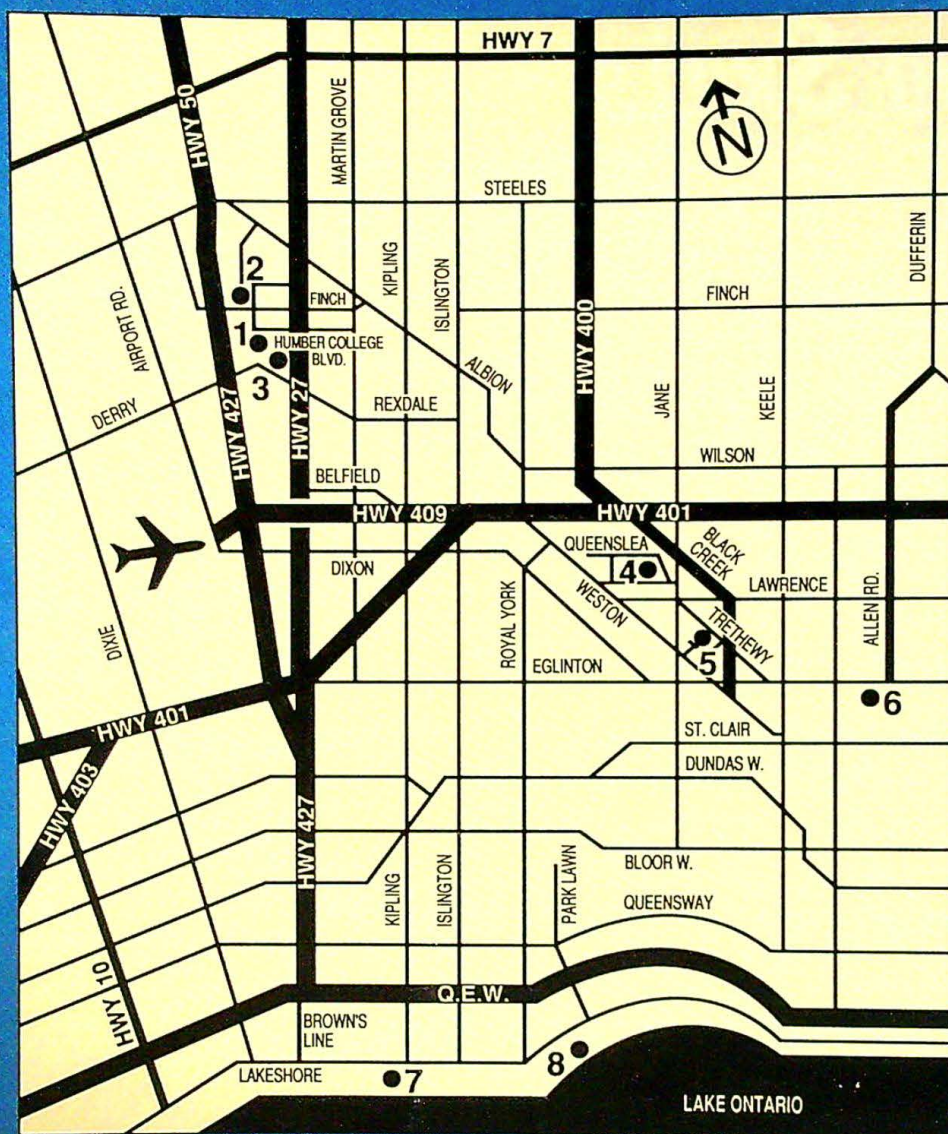 HWY 7
HWY 50
MARTIN GROVE
N
STEELES
KIPLING
ISLINGTON
DUFFERIN
2
FINCH
FINCH
AIRPORT RD.
1
HUMBER COLLEGE
BLVD.
3
HWY 400
ALBION
JANE
KEELE
DERRY
HWY 427
HWY 27
REXDALE
WILSON
BELFIELD
HWY 409
HWY 401
BLACK
CREEK
QUEENSLEA
4
DIXON
WESTON
LAWRENCE
ALLEN RD.
TRETHEWY
DIXIE
ROYAL YORK
5
EGLINTON
6
HWY 401
ST. CLAIR
DUNDAS W.
HWY 403
HWY 427
BLOOR W.
KIPLING
ISLINGTON
PARK LAWN
QUEENSWAY
HWY 10
Q.E.W.
BROWN'S
LINE
8
LAKESHORE
7
LAKE ONTARIO